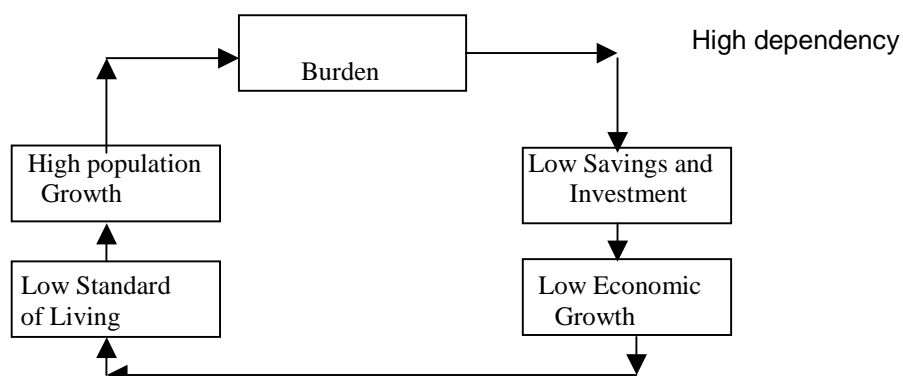 High dependency
Burden
High population
Growth
Low Savings and
Investment
Low Standard
of Living
Low Economic
Growth